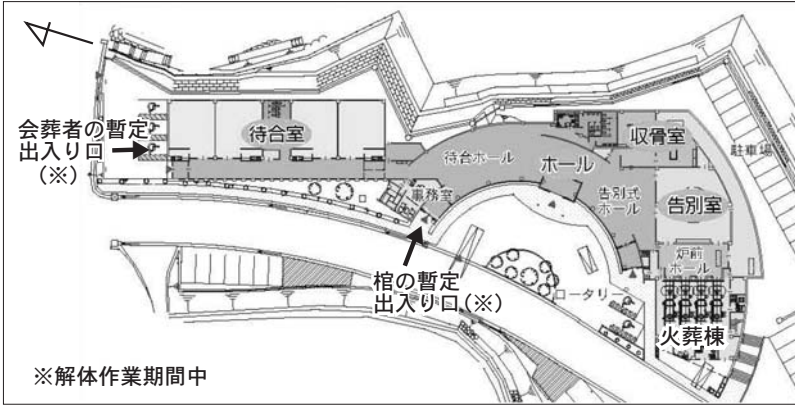 会葬者の暫定
出入り口
(※)
待合室
待合ホール
ホール
収骨室
駐車場
事務室
告別式
ホール
告別室
棺の暫定
出入り口(※)
ロータリー
炉前
ホール
火葬棟
※解体作業期間中